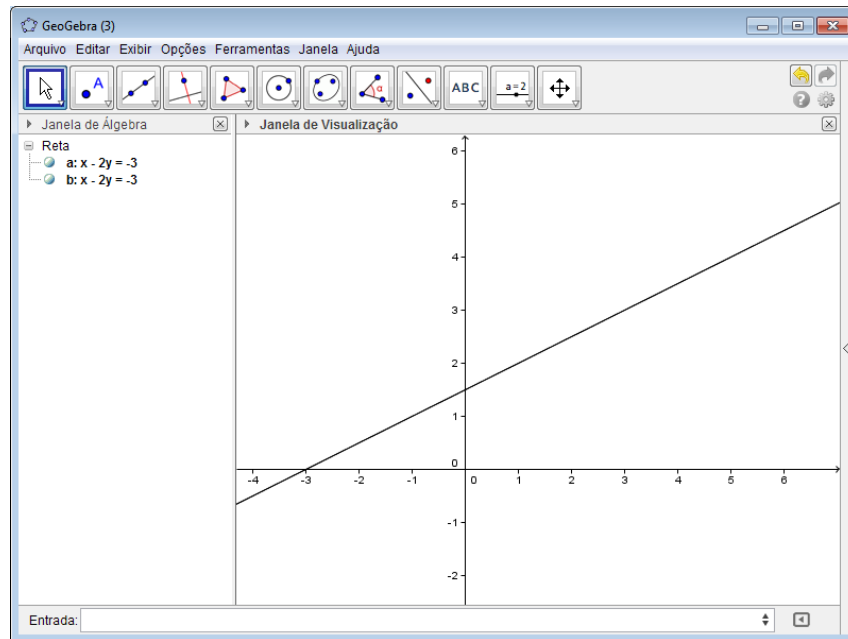 GeoGebra (3)
Arquivo Editar Exibir Opções Ferramentas Janela Ajuda
A
α
ABC
a=2
Janela de Álgebra
Janela de Visualização
Reta
a: x - 2y = -3
b: x - 2y = -3
6
5
4
3
2
1
0
-4 -3 -2 -1 0 1 2 3 4 5 6
-1
-2
Entrada: